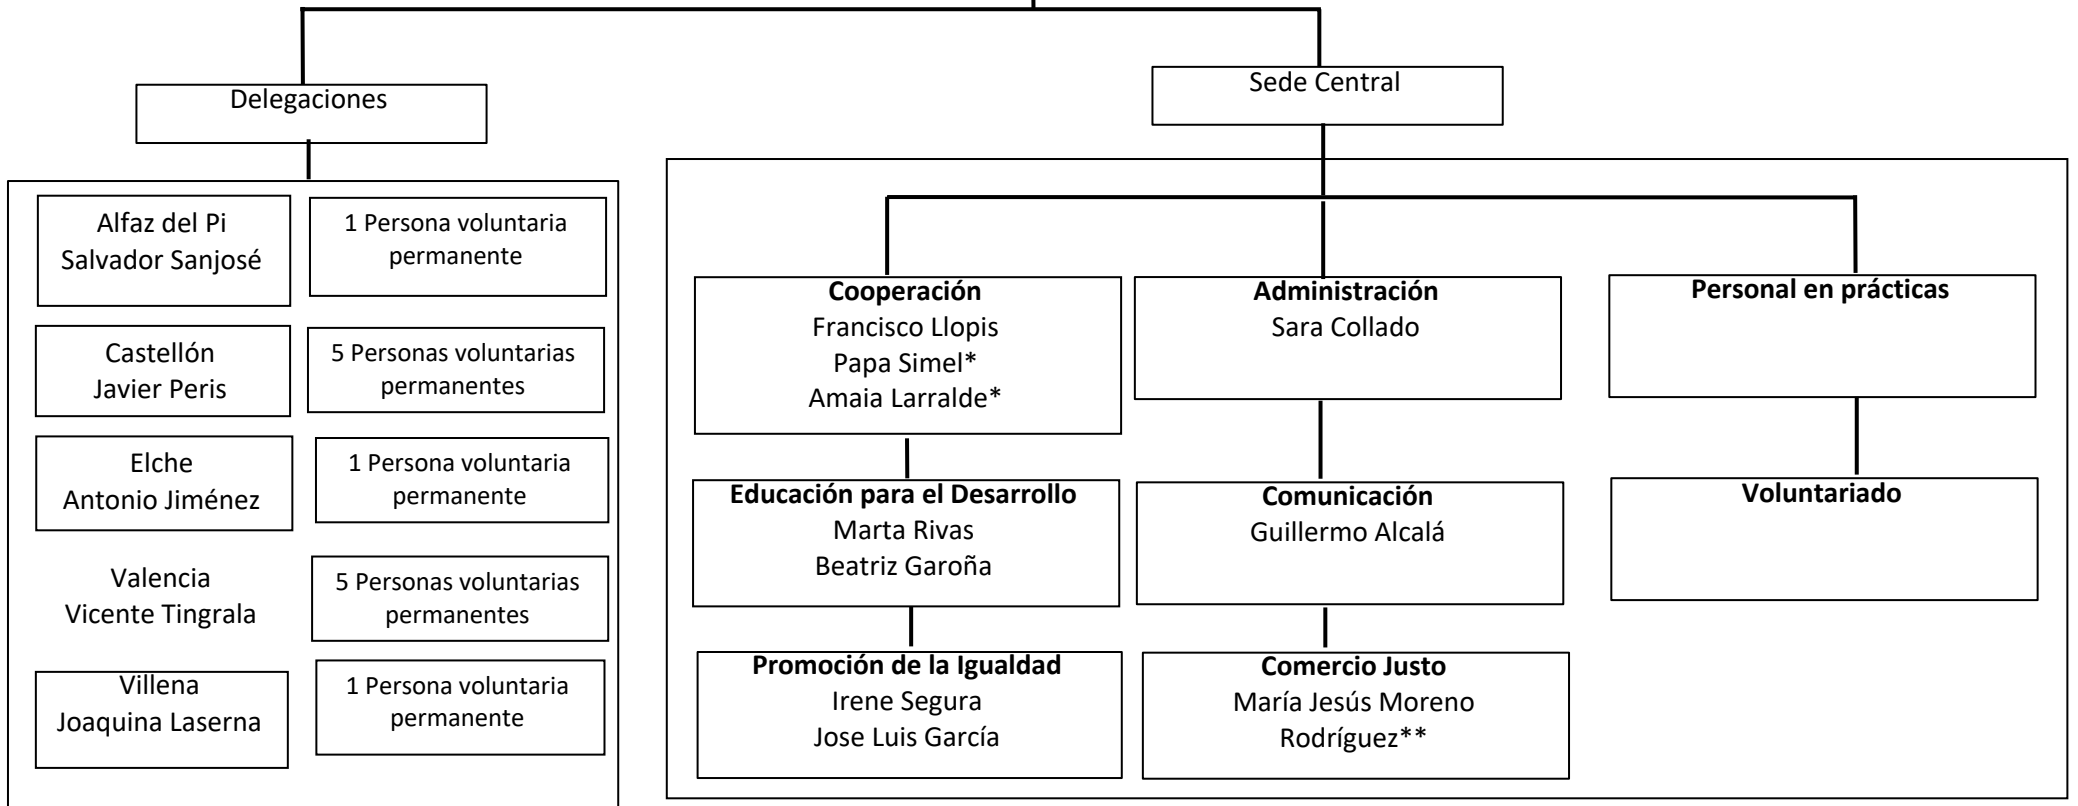 Delegaciones
Sede Central
Alfaz del Pi
Salvador Sanjosé
1 Persona voluntaria
permanente
Castellón
Javier Peris
5 Personas voluntarias
permanentes
Elche
Antonio Jiménez
1 Persona voluntaria
permanente
Valencia
Vicente Tingrala
5 Personas voluntarias
permanentes
Villena
Joaquina Laserna
1 Persona voluntaria
permanente
Cooperación
Francisco Llopis
Papa Simel*
Amaia Larralde*
Administración
Sara Collado
Personal en prácticas
Educación para el Desarrollo
Marta Rivas
Beatriz Garoña
Comunicación
Guillermo Alcalá
Voluntariado
Promoción de la Igualdad
Irene Segura
Jose Luis García
Comercio Justo
María Jesús Moreno
Rodríguez**